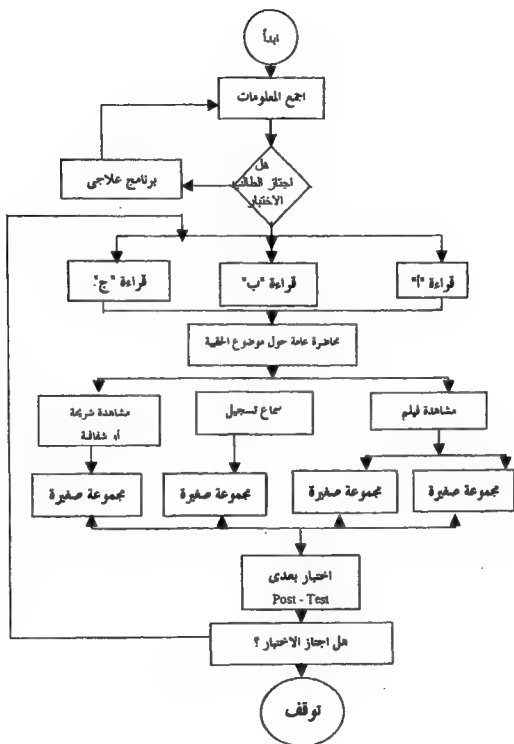 ابدأ
اجمع المعلومات
هل
اجتاز الطالب
الاختبار
برنامج علاجى
قراءة "أ"
قراءة "ب"
قراءة "ج".
محاضرة عامة حول موضوع الحقيبة
مشاهدة فيلم
سماع تسجيل
مشاهدة شريحة
أو شفافة
مجموعة صغيرة
مجموعة صغيرة
مجموعة صغيرة
مجموعة صغيرة
اختبار بعدى
Post - Test
هل اجتاز الاختبار ؟
توقف